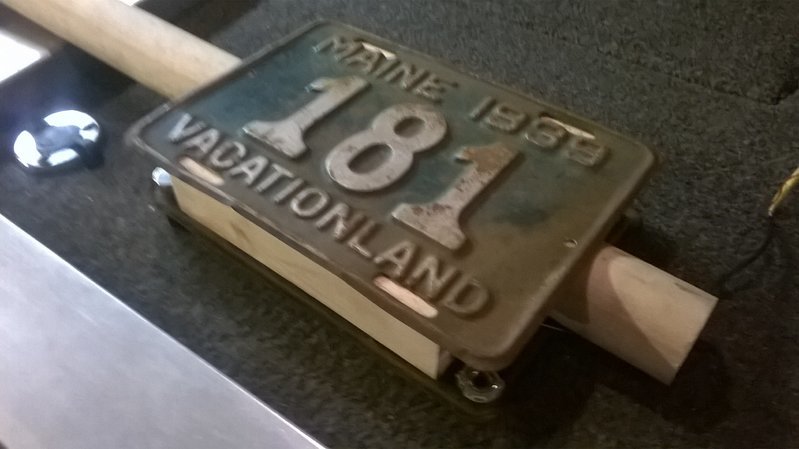 MAINE 1939
181
VACATIONLAND